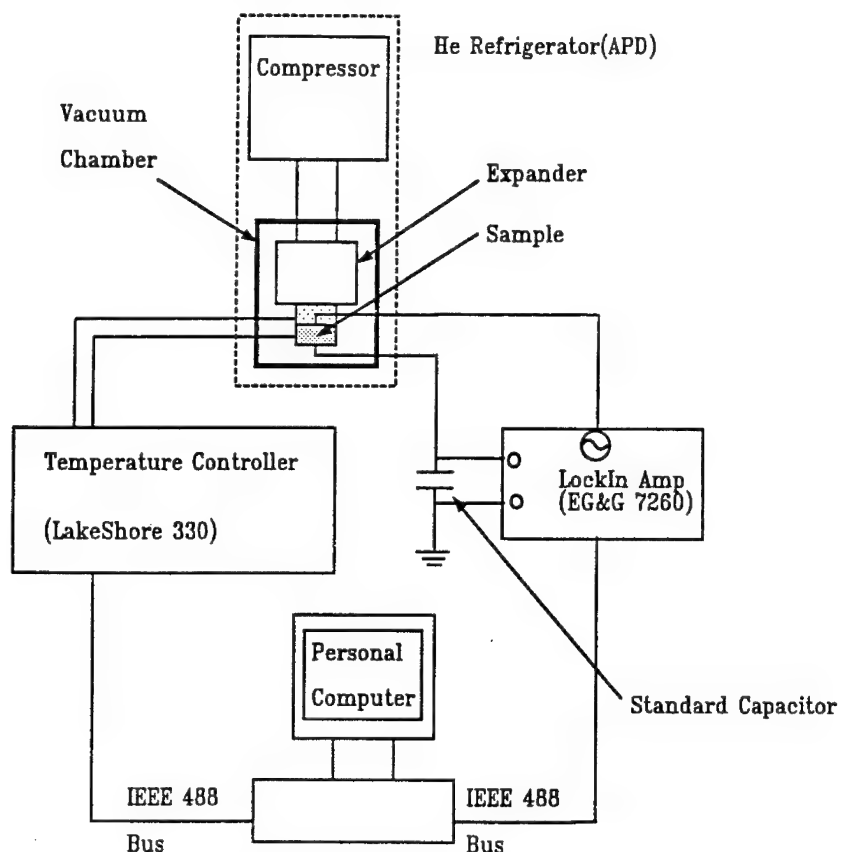 He Refrigerator(APD)
Compressor
Vacuum
Chamber
Expander
Sample
Temperature Controller
(LakeShore 330)
LockIn Amp
(EG&G 7260)
Personal
Computer
Standard Capacitor
IEEE 488
Bus
IEEE 488
Bus